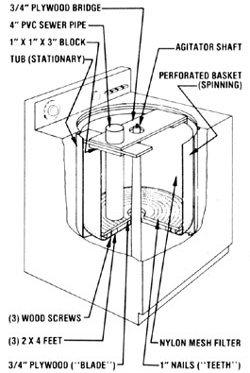 3/4" PLYWOOD BRIDGE
4" PVC SEWER PIPE
1" X 1" X 3" BLOCK
TUB (STATIONARY)
AGITATOR SHAFT
PERFORATED BASKET
(SPINNING)
(3) WOOD SCREWS
(3) 2 X 4 FEET
3/4" PLYWOOD ("BLADE")
NYLON MESH FILTER
1" NAILS ("TEETH")